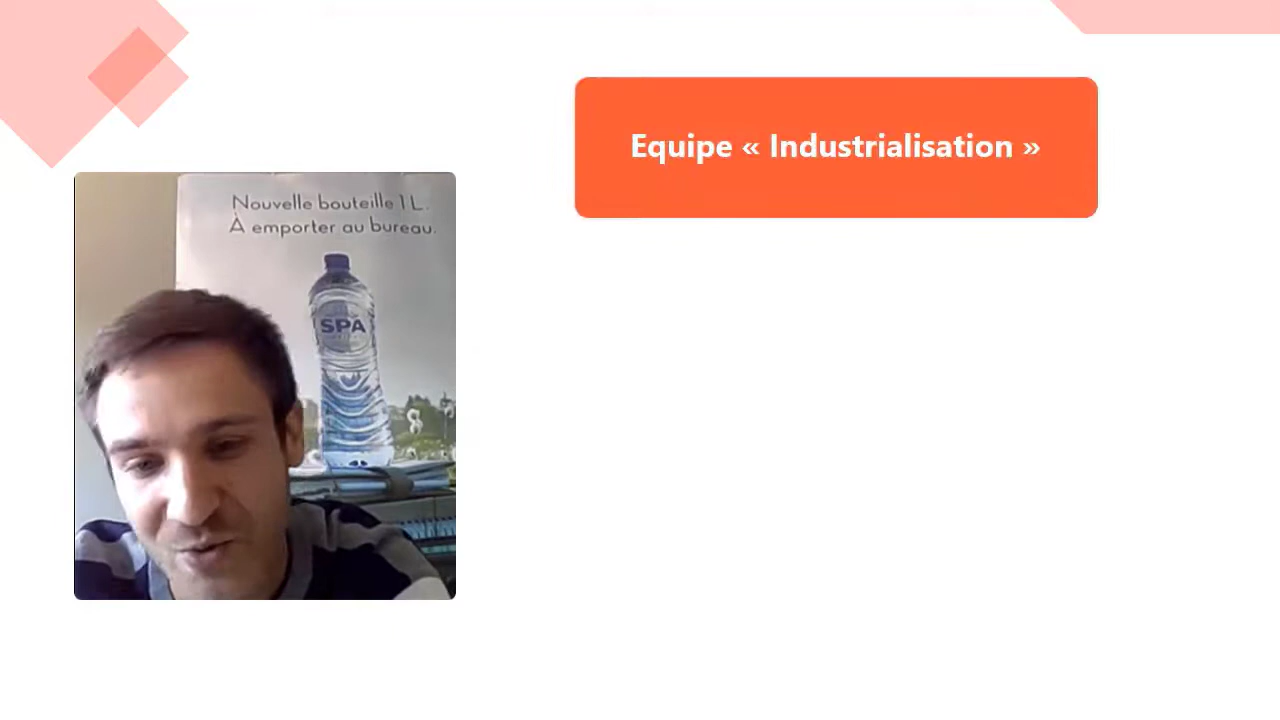 Equipe « Industrialisation »
Nouvelle bouteille 1 L.
À emporter au bureau.
SPA